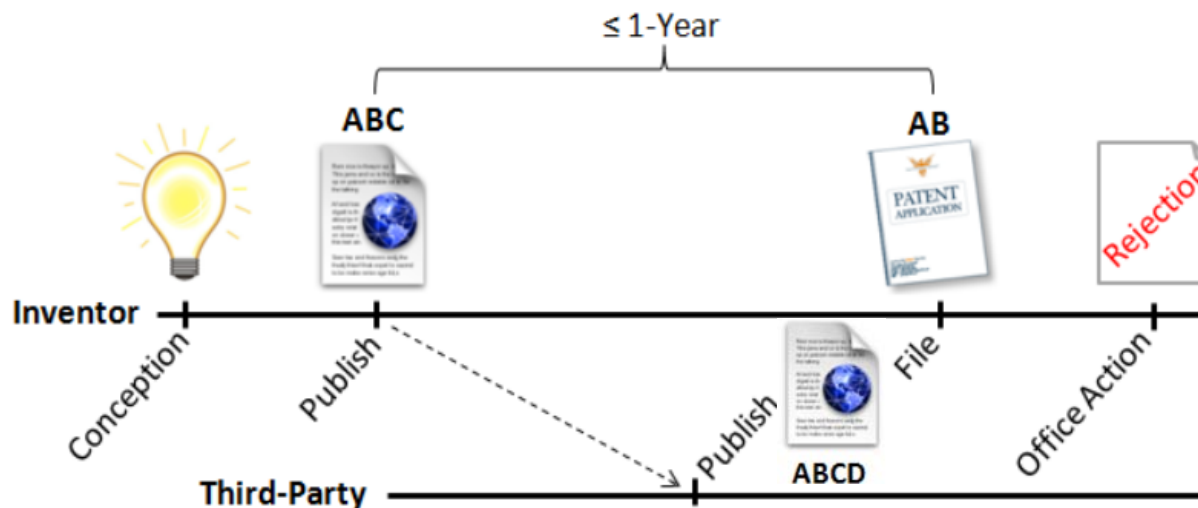 ≤ 1-Year
ABC
AB
PATENT
APPLICATION
Rejection
Inventor
Conception
Publish
File
Office Action
Publish
ABCD
Third-Party